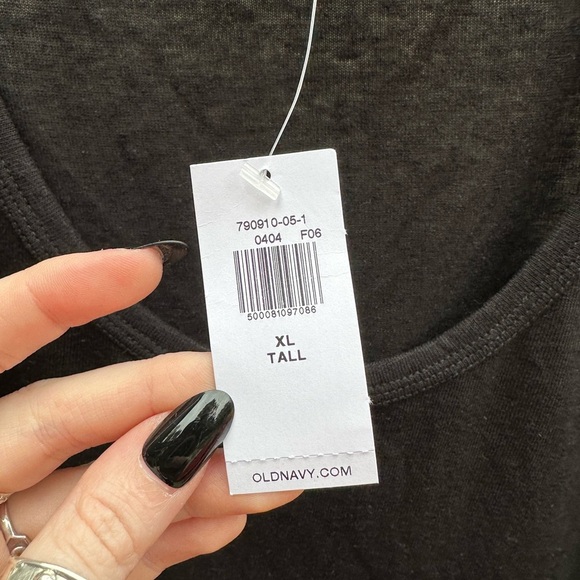 790910-05-1
0404 F06
500081097086
XL
TALL
OLDNAVY.COM